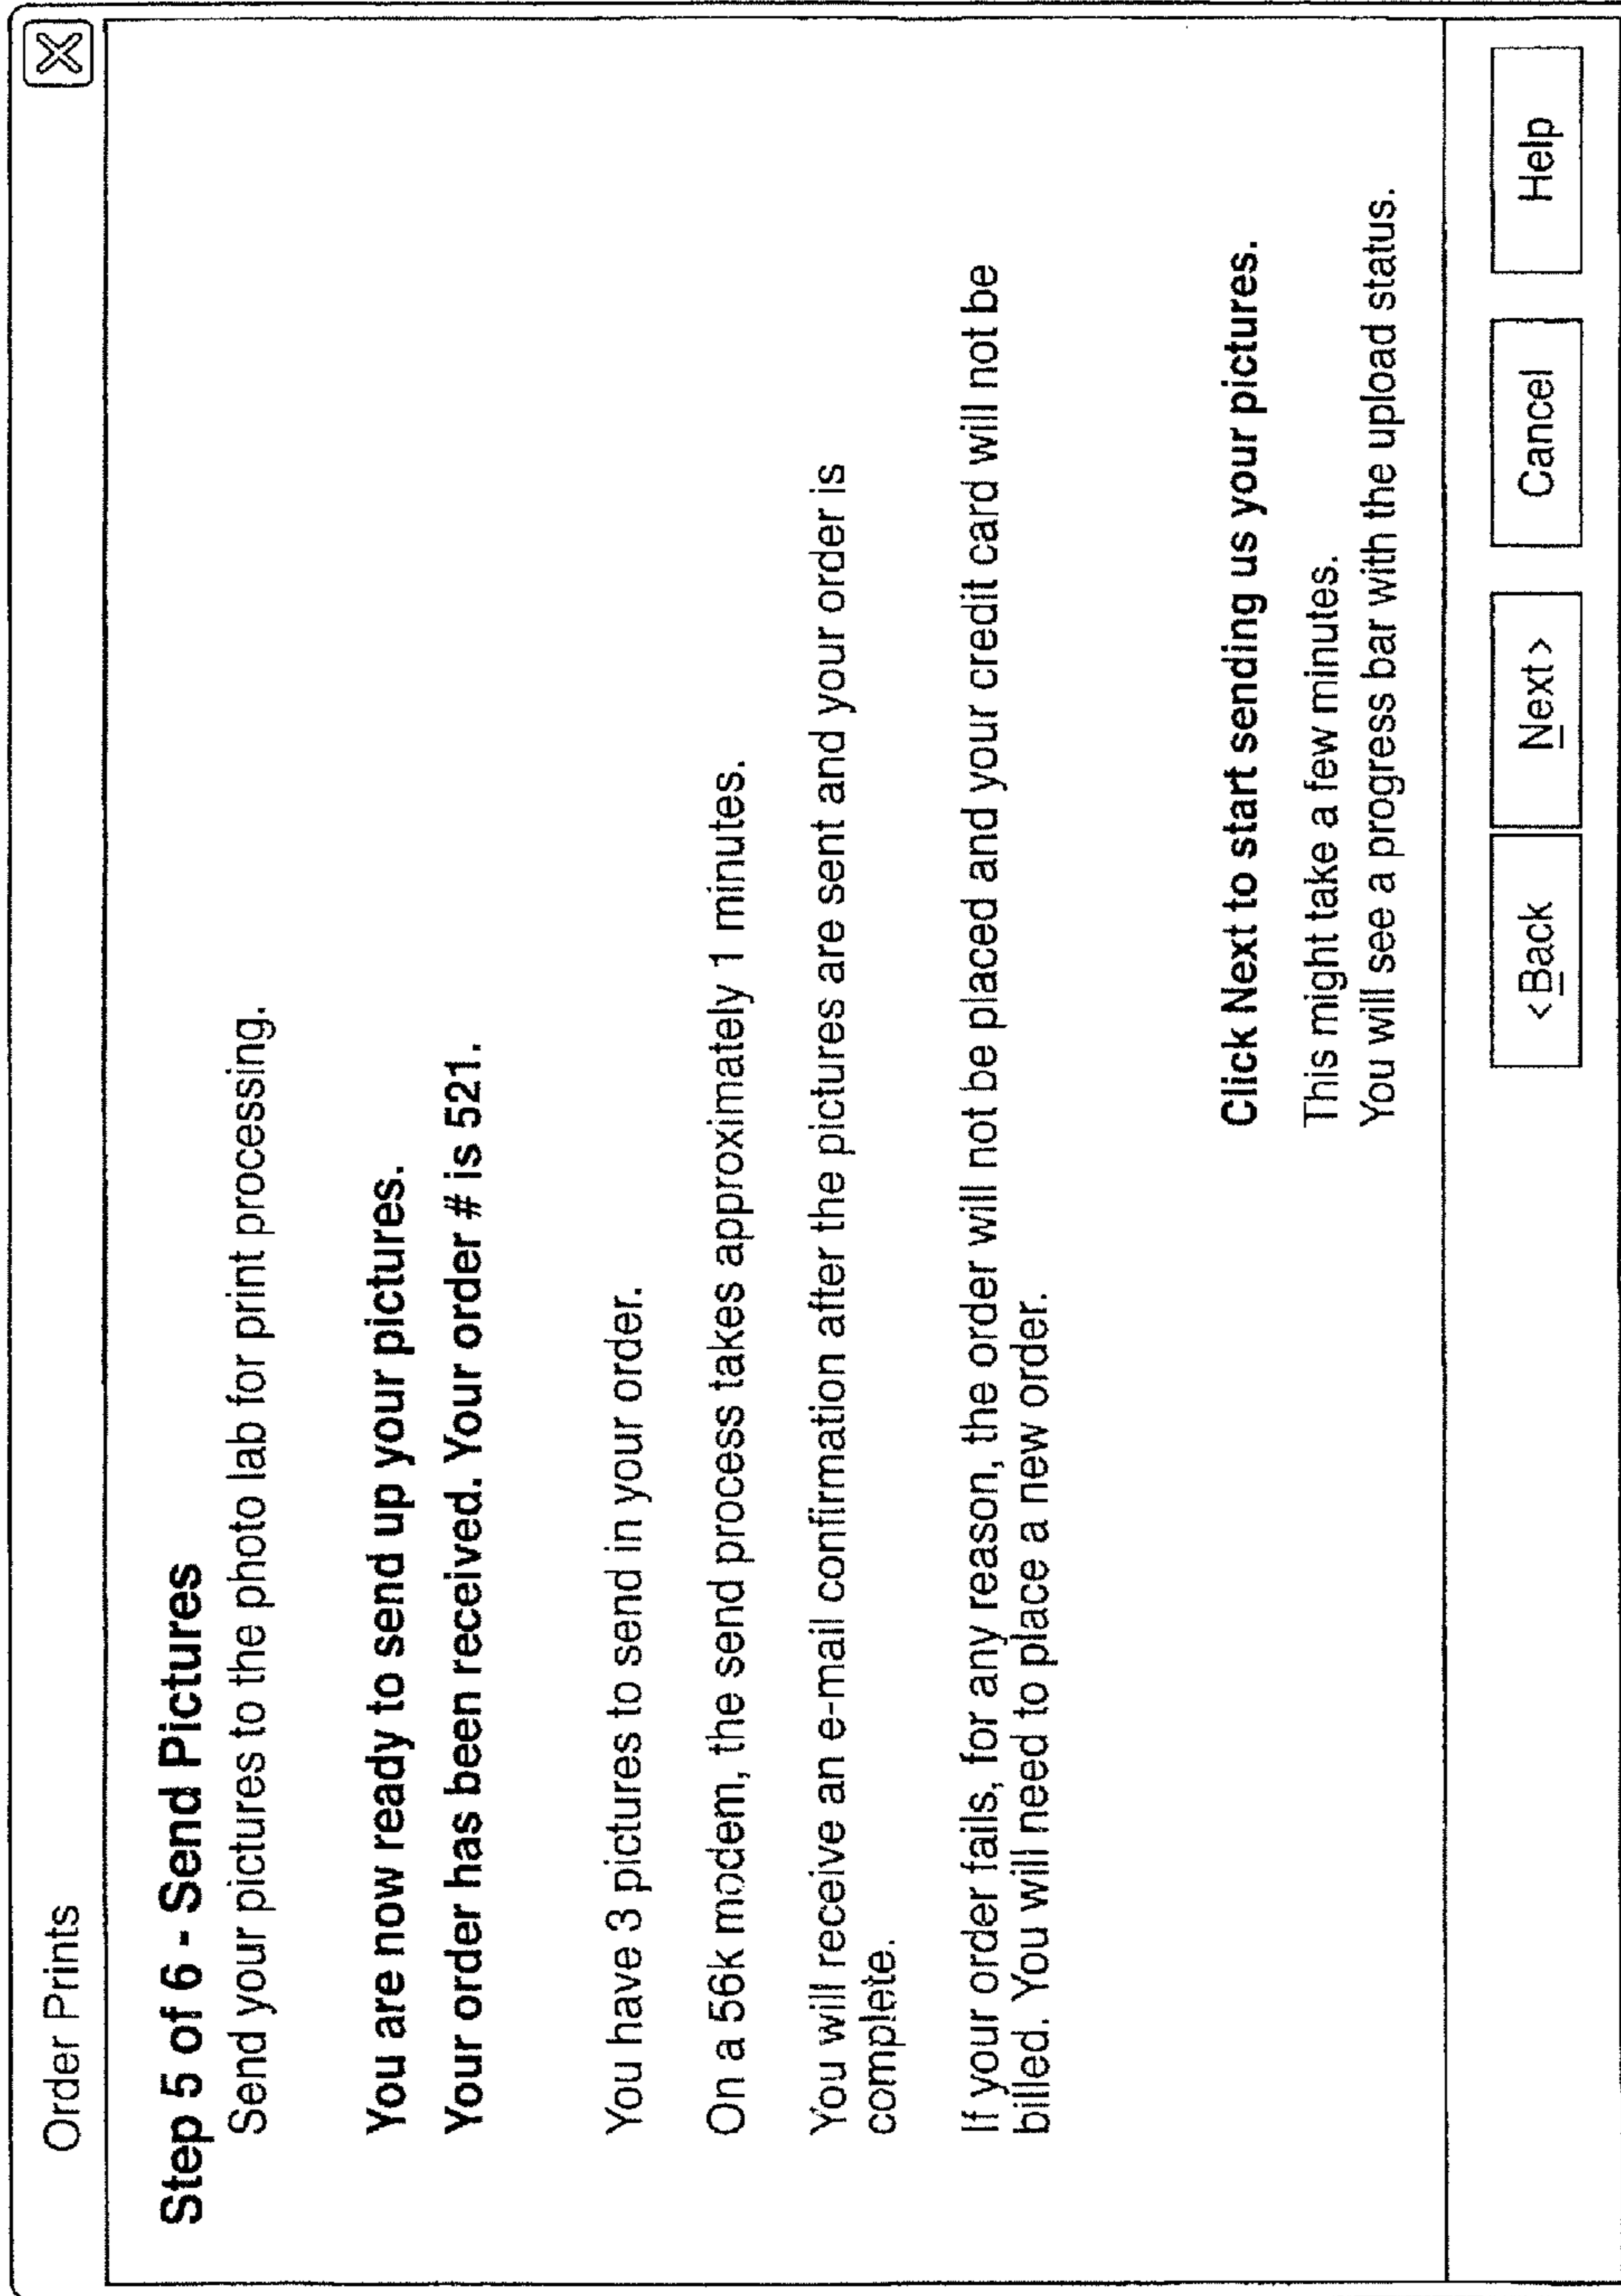 Order Prints
Step 5 of 6 - Send Pictures
Send your pictures to the photo lab for print processing.
You are now ready to send up your pictures.
Your order has been received. Your order # is 521.
You have 3 pictures to send in your order.
On a 56k modem, the send process takes approximately 1 minutes.
You will receive an e-mail confirmation after the pictures are sent and your order is
complete.
If your order fails, for any reason, the order will not be placed and your credit card will not be
billed. You will need to place a new order.
Click Next to start sending us your pictures.
This might take a few minutes.
You will see a progress bar with the upload status.
<Back Next> Cancel Help